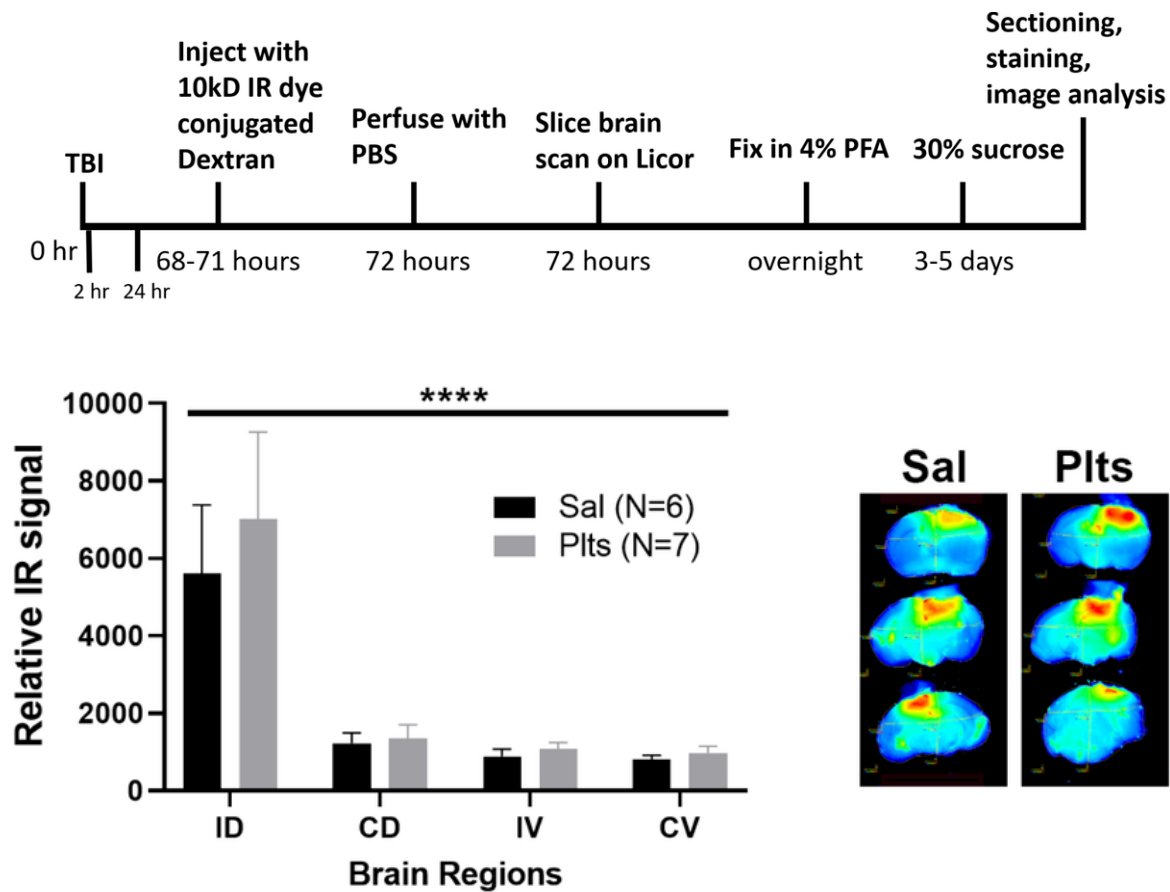 Sectioning,
staining,
image analysis
Inject with
10kD IR dye
conjugated
Dextran
Perfuse with
PBS
Slice brain
scan on Licor
Fix in 4% PFA
30% sucrose
TBI
0 hr
2 hr
24 hr
68-71 hours
72 hours
72 hours
overnight
3-5 days
****
10000
8000
6000
4000
2000
0
Relative IR signal
Sal (N=6)
Plts (N=7)
ID
CD
IV
CV
Brain Regions
Sal
Plts